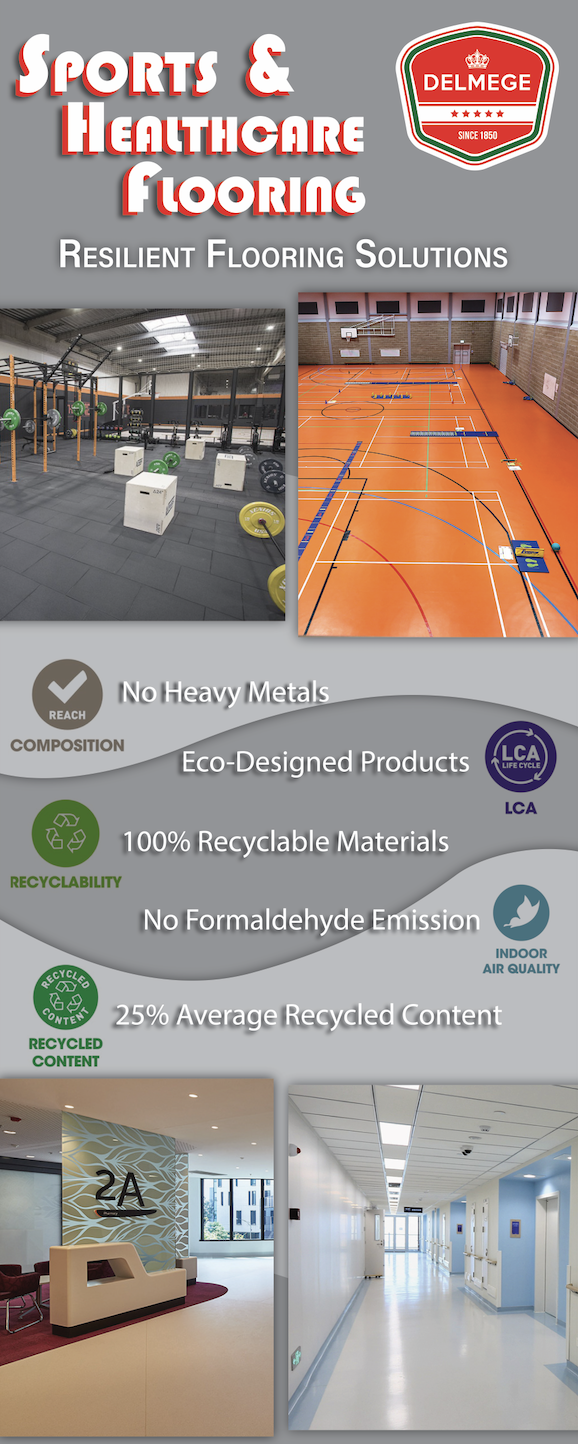 Sports &
Healthcare
Flooring
DELMEGE
SINCE 1850
Resilient Flooring Solutions
REACH
COMPOSITION
No Heavy Metals
Eco-Designed Products
LCA
LIFE CYCLE
LCA
RECYCLABILITY
100% Recyclable Materials
No Formaldehyde Emission
INDOOR
AIR QUALITY
RECYCLED
CONTENT
RECYCLED
CONTENT
25% Average Recycled Content
2A